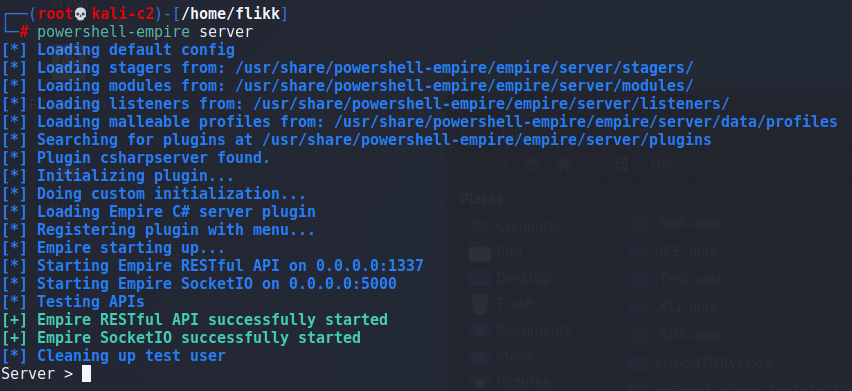 (root💀kali-c2)-[/home/flikk]
# powershell-empire server
[*] Loading default config
[*] Loading stagers from: /usr/share/powershell-empire/empire/server/stagers/
[*] Loading modules from: /usr/share/powershell-empire/empire/server/modules/
[*] Loading listeners from: /usr/share/powershell-empire/empire/server/listeners/
[*] Loading malleable profiles from: /usr/share/powershell-empire/empire/server/data/profiles
[*] Searching for plugins at /usr/share/powershell-empire/empire/server/plugins
[*] Plugin csharpserver found.
[*] Initializing plugin...
[*] Doing custom initialization...
[*] Loading Empire C# server plugin
[*] Registering plugin with menu...
[*] Empire starting up...
[*] Starting Empire RESTful API on 0.0.0.0:1337
[*] Starting Empire SocketIO on 0.0.0.0:5000
[*] Testing APIs
[+] Empire RESTful API successfully started
[+] Empire SocketIO successfully started
[*] Cleaning up test user
Server >
tmp
Places
Computer
flikk
Desktop
Trash
Documents
Music
Pictures
.font-unix
.ICE-unix
.Test-unix
.X11-unix
.XIM-unix